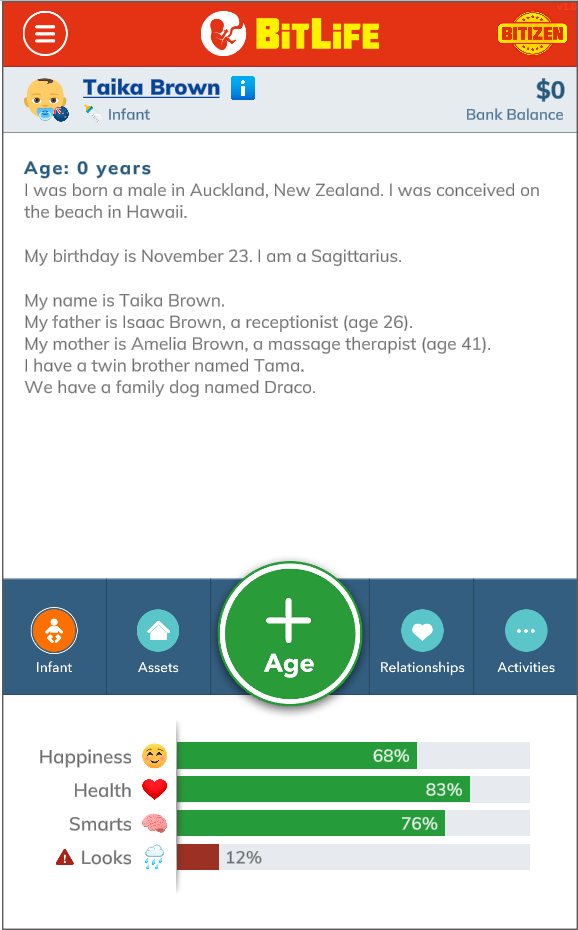 v1.0
BITLIFE
BITIZEN
Taika Brown i
$0
Infant
Bank Balance
Age: 0 years
I was born a male in Auckland, New Zealand. I was conceived on
the beach in Hawaii.
My birthday is November 23. I am a Sagittarius.
My name is Taika Brown.
My father is Isaac Brown, a receptionist (age 26).
My mother is Amelia Brown, a massage therapist (age 41).
I have a twin brother named Tama.
We have a family dog named Draco.
Infant
Assets
Age
Relationships
Activities
Happiness 68%
Health 83%
Smarts 76%
Looks 12%